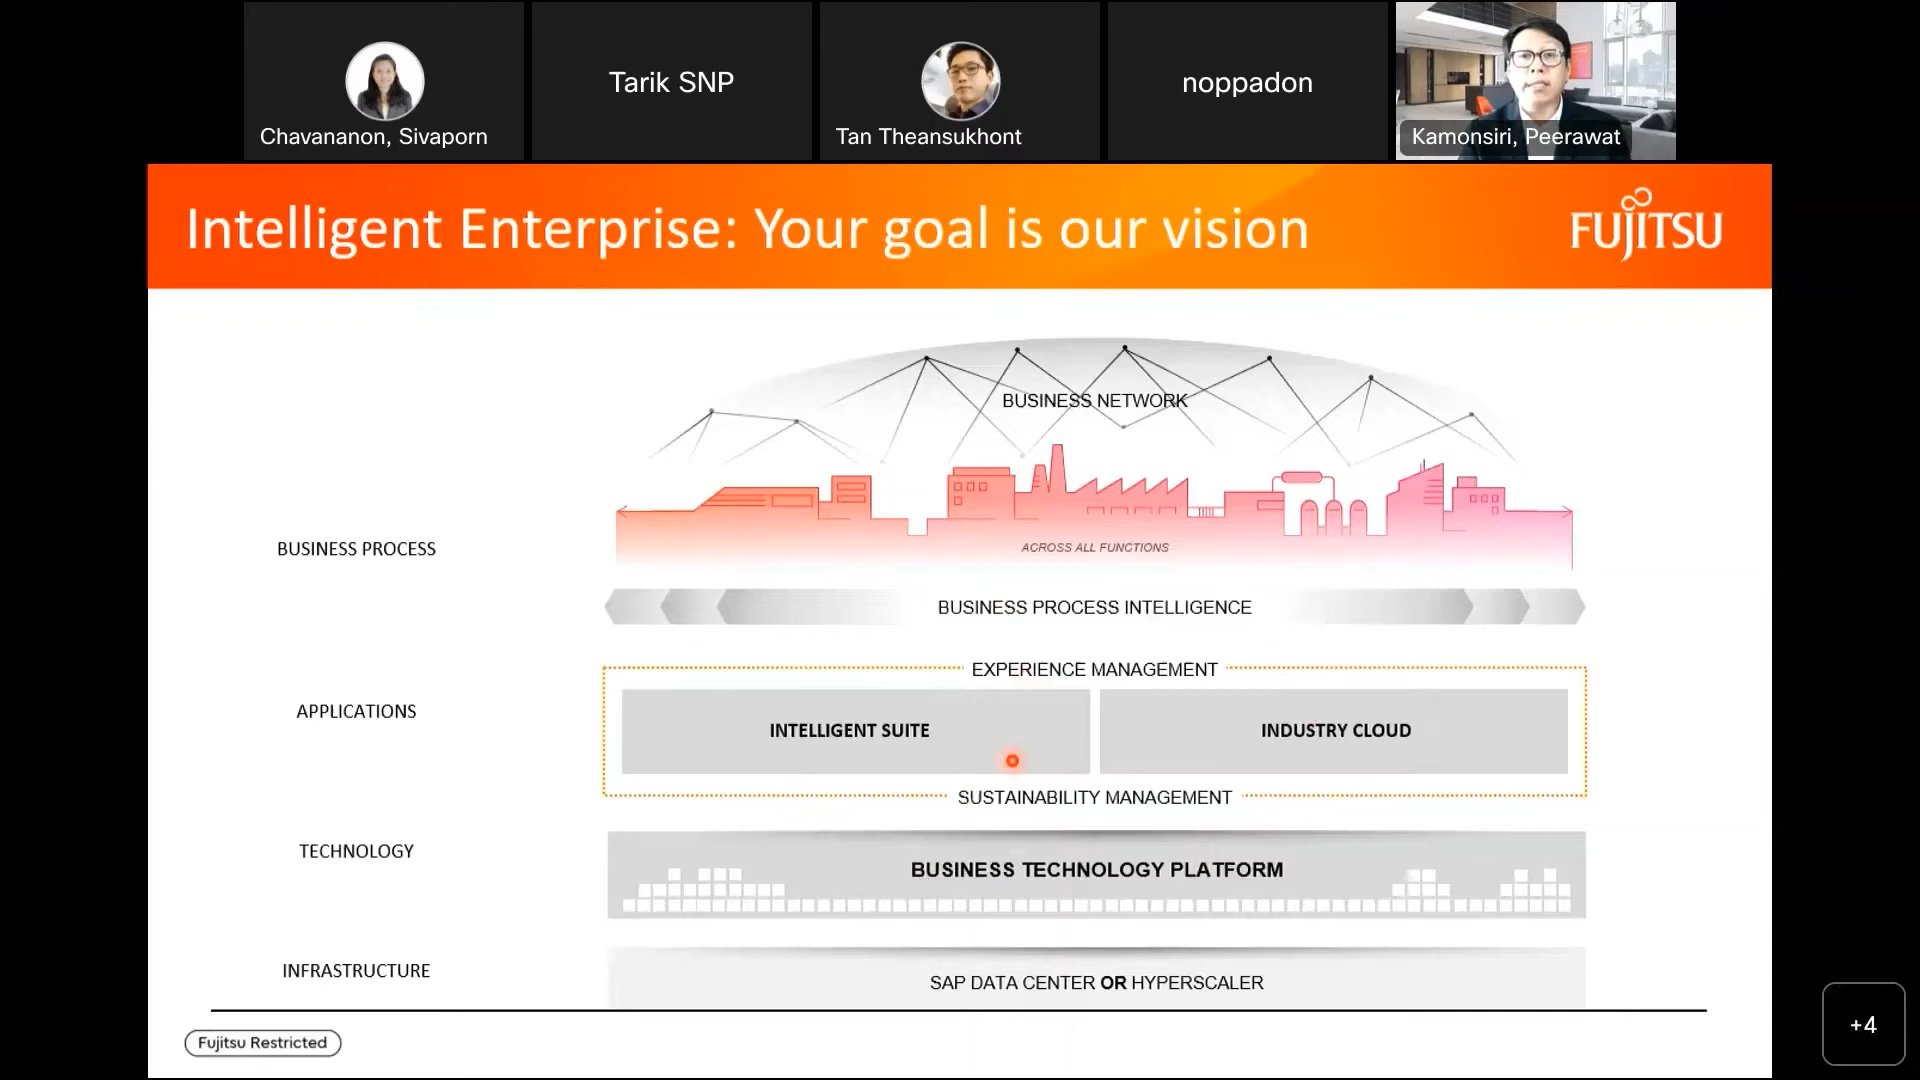 Chavananon, Sivaporn
Tarik SNP
Tan Theansukhont
noppadon
Kamonsiri, Peerawat
Intelligent Enterprise: Your goal is our vision
FUJITSU
BUSINESS NETWORK
BUSINESS PROCESS
ACROSS ALL FUNCTIONS
BUSINESS PROCESS INTELLIGENCE
EXPERIENCE MANAGEMENT
APPLICATIONS
INTELLIGENT SUITE
INDUSTRY CLOUD
SUSTAINABILITY MANAGEMENT
TECHNOLOGY
BUSINESS TECHNOLOGY PLATFORM
INFRASTRUCTURE
SAP DATA CENTER OR HYPERSCALER
Fujitsu Restricted
+4